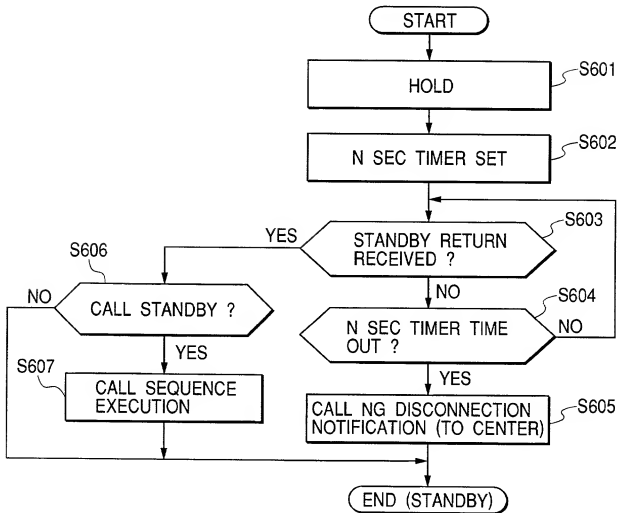 START
HOLD
S601
N SEC TIMER SET
S602
STANDBY RETURN
RECEIVED ?
S603
YES
NO
S606
CALL STANDBY ?
NO
YES
N SEC TIMER TIME
OUT ?
S604
NO
YES
S607
CALL SEQUENCE
EXECUTION
CALL NG DISCONNECTION
NOTIFICATION (TO CENTER)
S605
END (STANDBY)